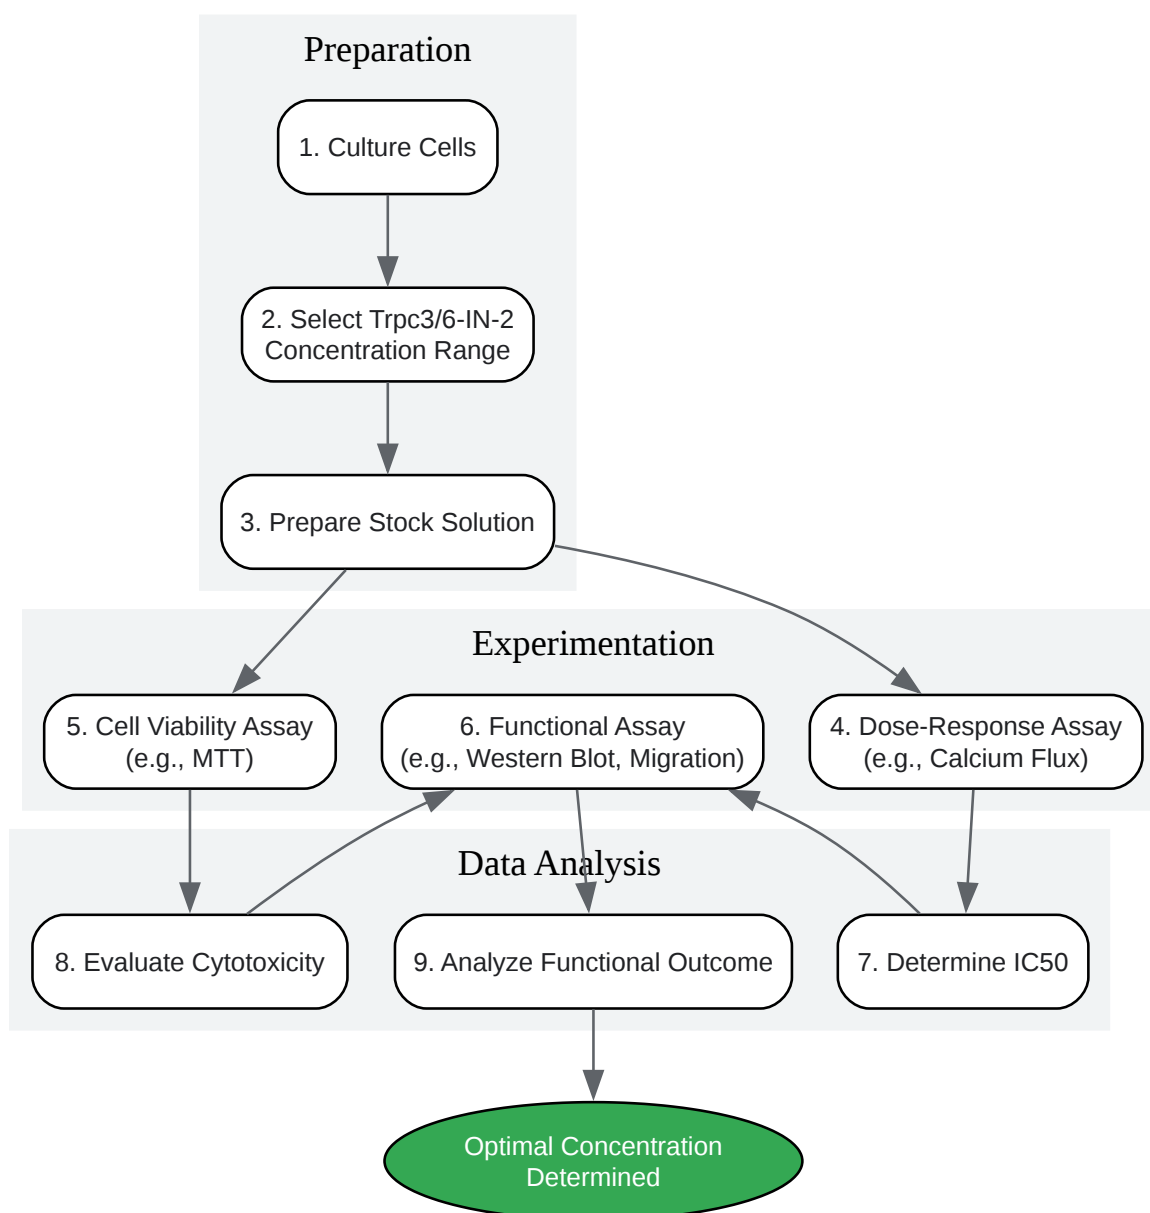 Preparation
1. Culture Cells
2. Select Trpc3/6-IN-2
Concentration Range
3. Prepare Stock Solution
Experimentation
5. Cell Viability Assay
(e.g., MTT)
6. Functional Assay
(e.g., Western Blot, Migration)
4. Dose-Response Assay
(e.g., Calcium Flux)
Data Analysis
8. Evaluate Cytotoxicity
9. Analyze Functional Outcome
7. Determine IC50
Optimal Concentration
Determined